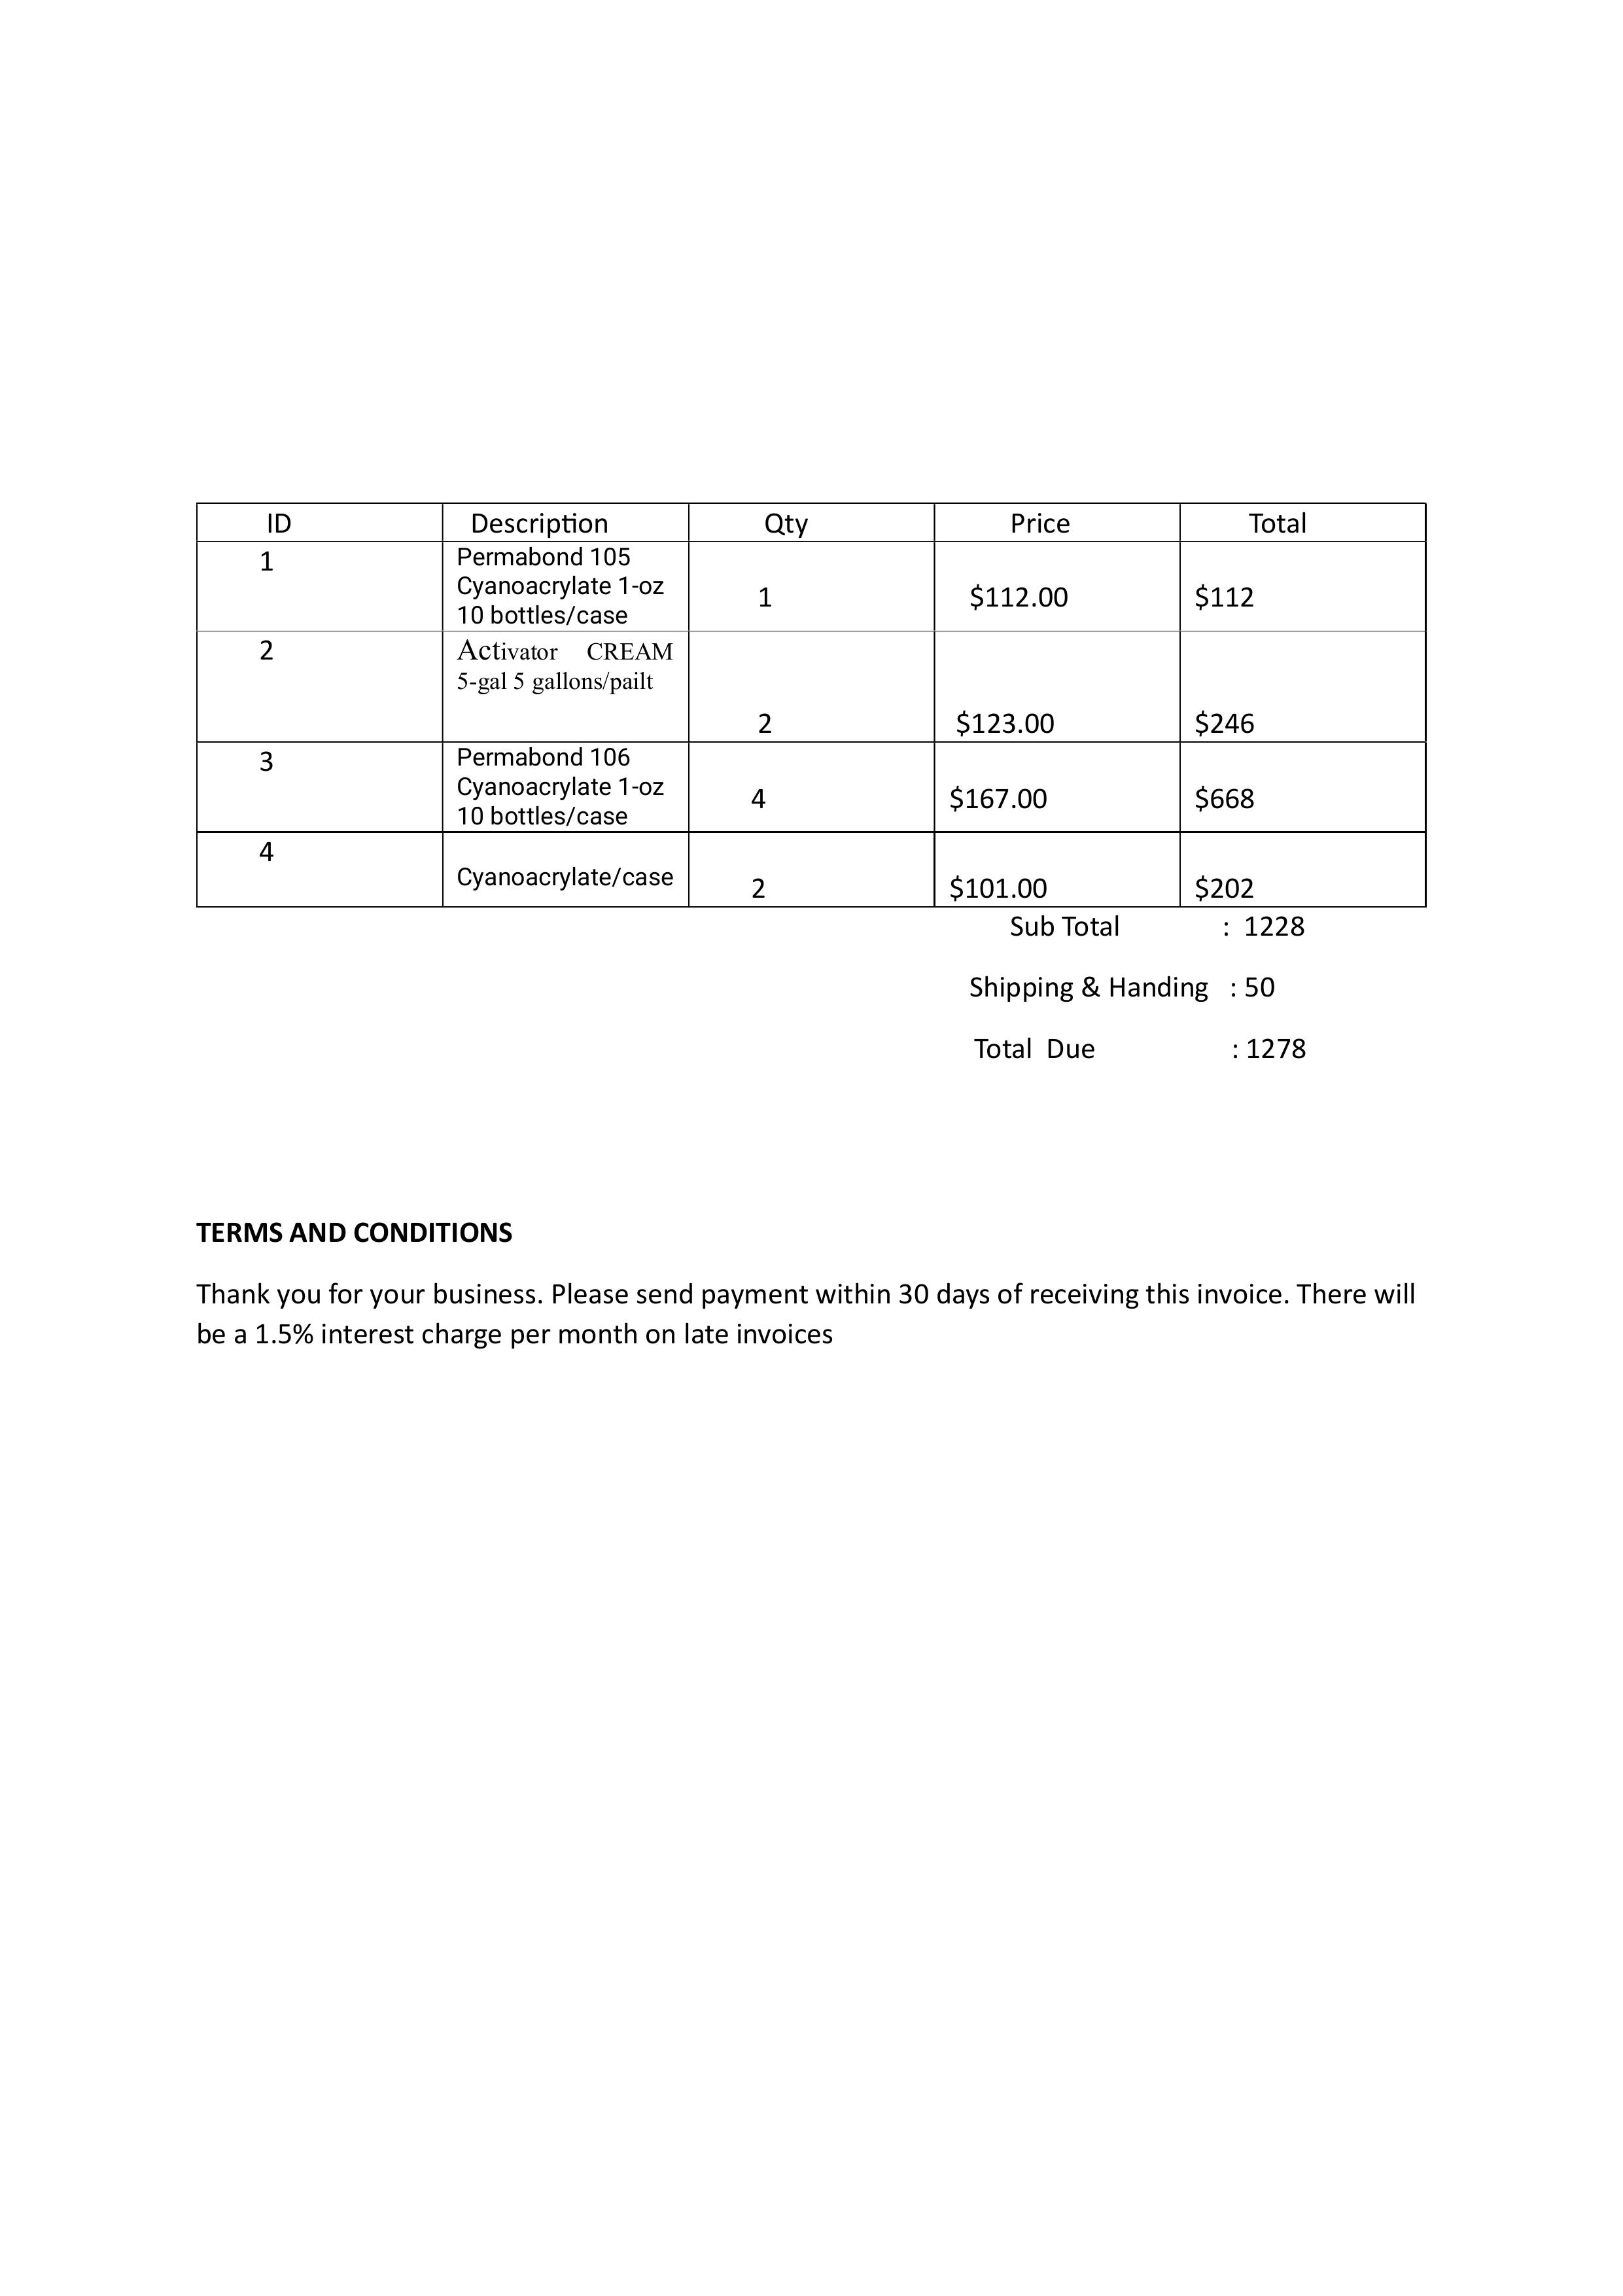 ID Description Qty Price Total
1 Permabond 105
Cyanoacrylate 1-oz
10 bottles/case 1 $112.00 $112
2 Activator CREAM
5-gal 5 gallons/pailt
2 $123.00 $246
3 Permabond 106
Cyanoacrylate 1-oz
10 bottles/case 4 $167.00 $668
4
Cyanoacrylate/case 2 $101.00 $202
Sub Total : 1228
Shipping & Handing : 50
Total Due : 1278
TERMS AND CONDITIONS
Thank you for your business. Please send payment within 30 days of receiving this invoice. There will
be a 1.5% interest charge per month on late invoices